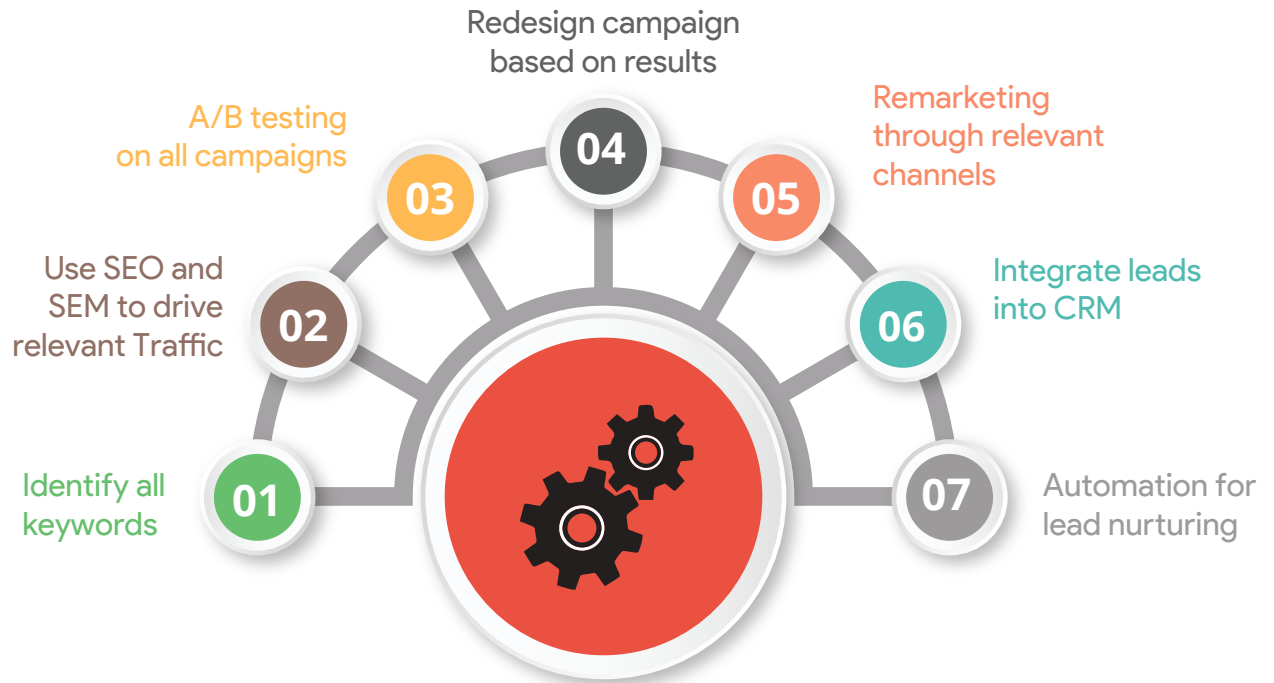 01
Identify all
keywords
02
Use SEO and
SEM to drive
relevant Traffic
03
A/B testing
on all campaigns
04
Redesign campaign
based on results
05
Remarketing
through relevant
channels
06
Integrate leads
into CRM
07
Automation for
lead nurturing